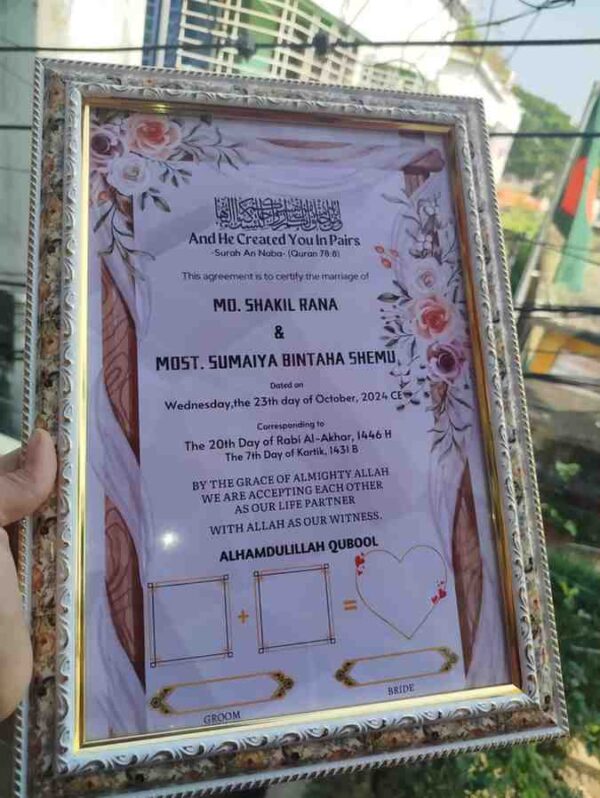 And He Created You In Pairs
-Surah An Naba- (Quran 78:8)
This agreement is to certify the marriage of
MD. SHAKIL RANA
&
MOST. SUMAIYA BINTAHA SHEMU
Dated on
Wednesday,the 23th day of October, 2024 CE
Corresponding to
The 20th Day of Rabi Al-Akhar, 1446 H
The 7th Day of Kartik, 1431 B
BY THE GRACE OF ALMIGHTY ALLAH
WE ARE ACCEPTING EACH OTHER
AS OUR LIFE PARTNER
WITH ALLAH AS OUR WITNESS.
ALHAMDULILLAH QUBOOL
+ =
GROOM
BRIDE